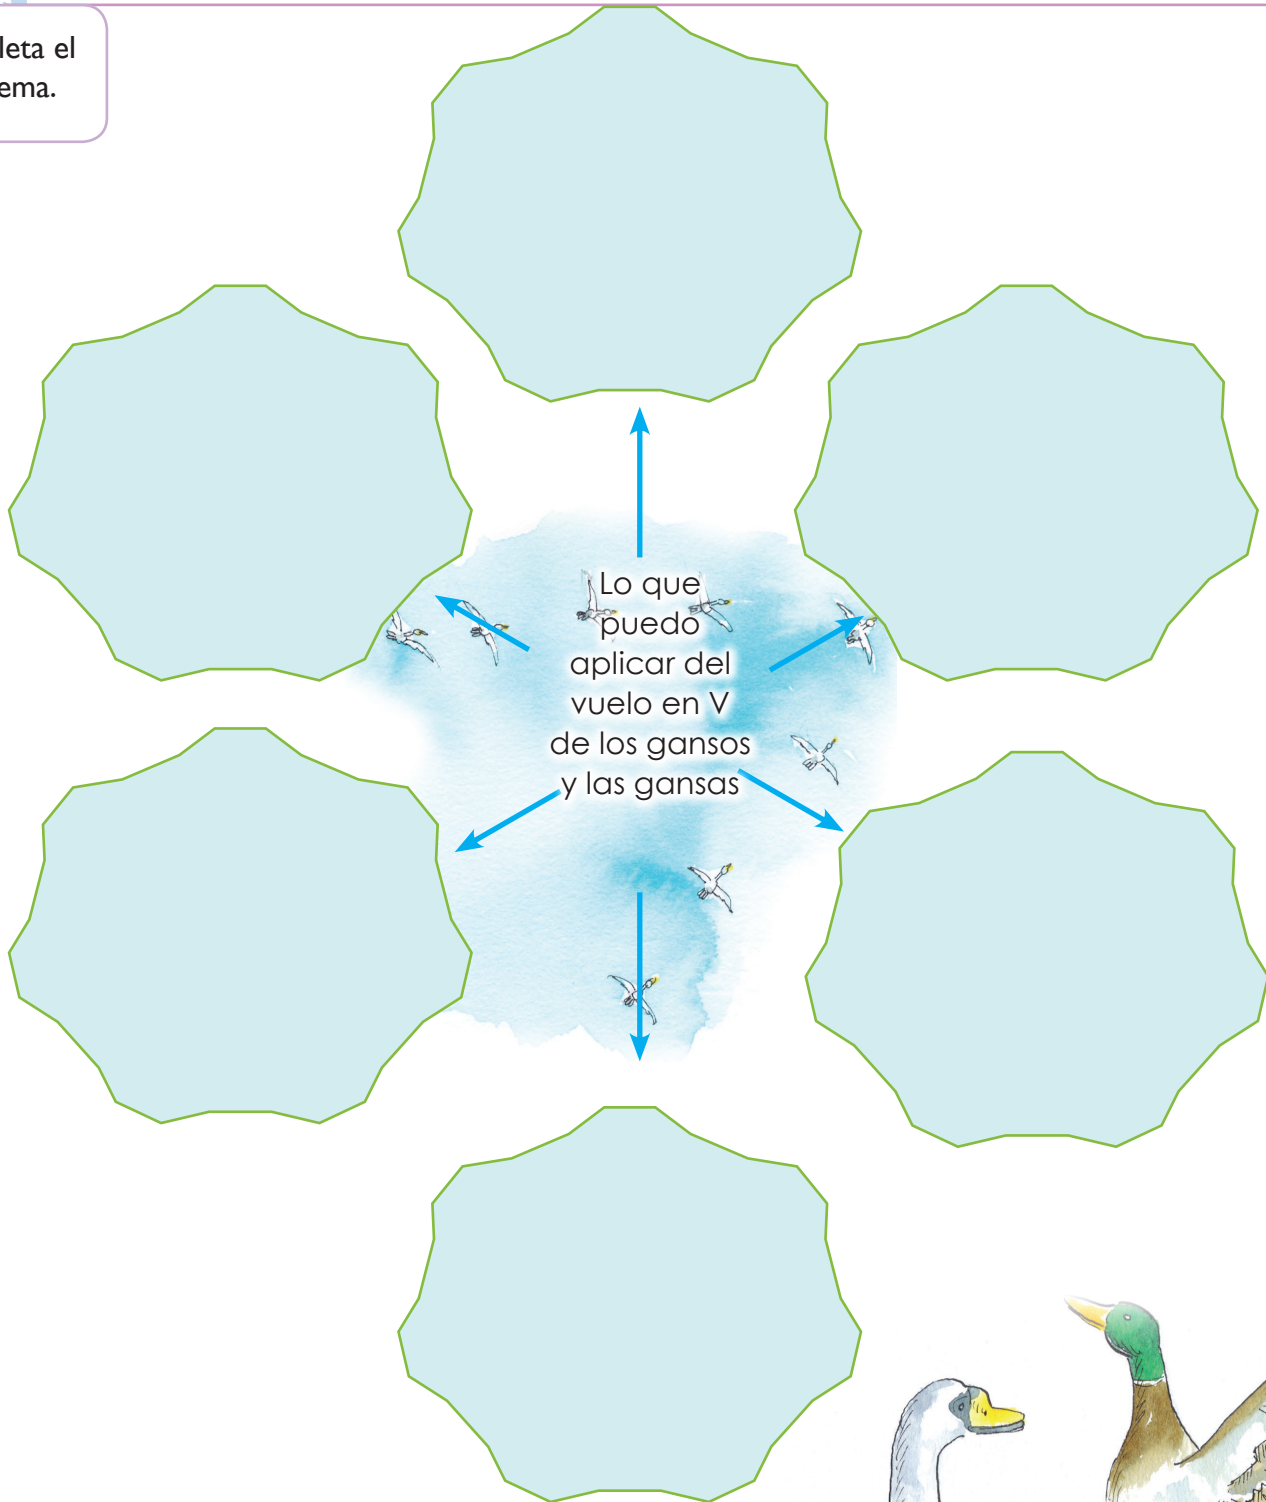 leta el
ema.
Lo que
puedo
aplicar del
vuelo en V
de los gansos
y las gansas